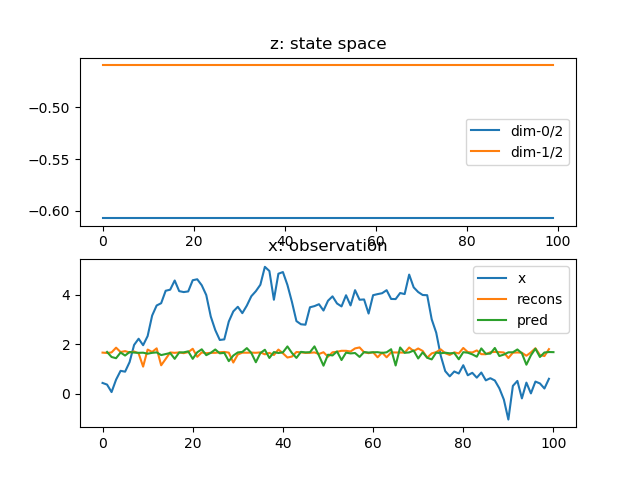 z: state space
−0.50
−0.55
−0.60
dim-0/2
dim-1/2
0 20 40 60 80 100
x: observation
4
2
0
x
recons
pred
0 20 40 60 80 100